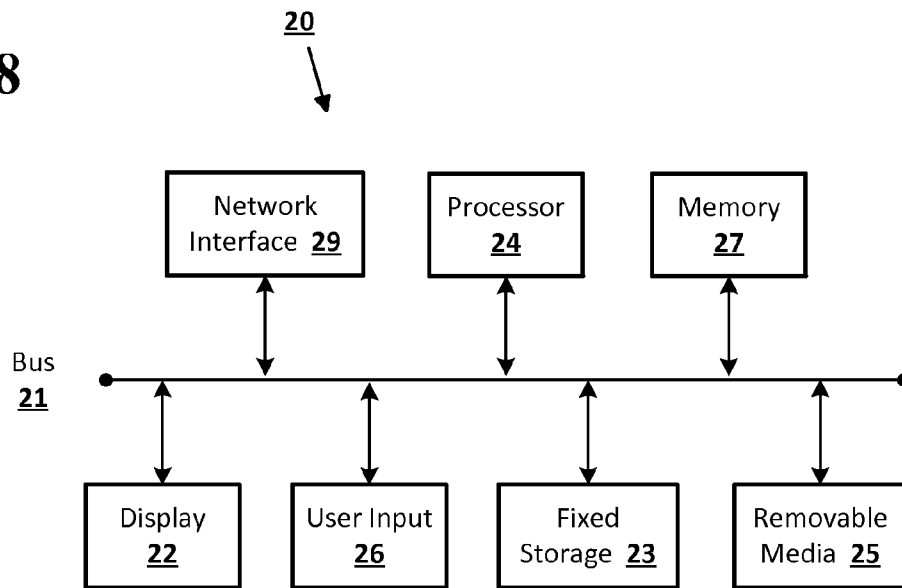 20
8
Network
Interface 29
Processor
24
Memory
27
Bus
21
Display
22
User Input
26
Fixed
Storage 23
Removable
Media 25